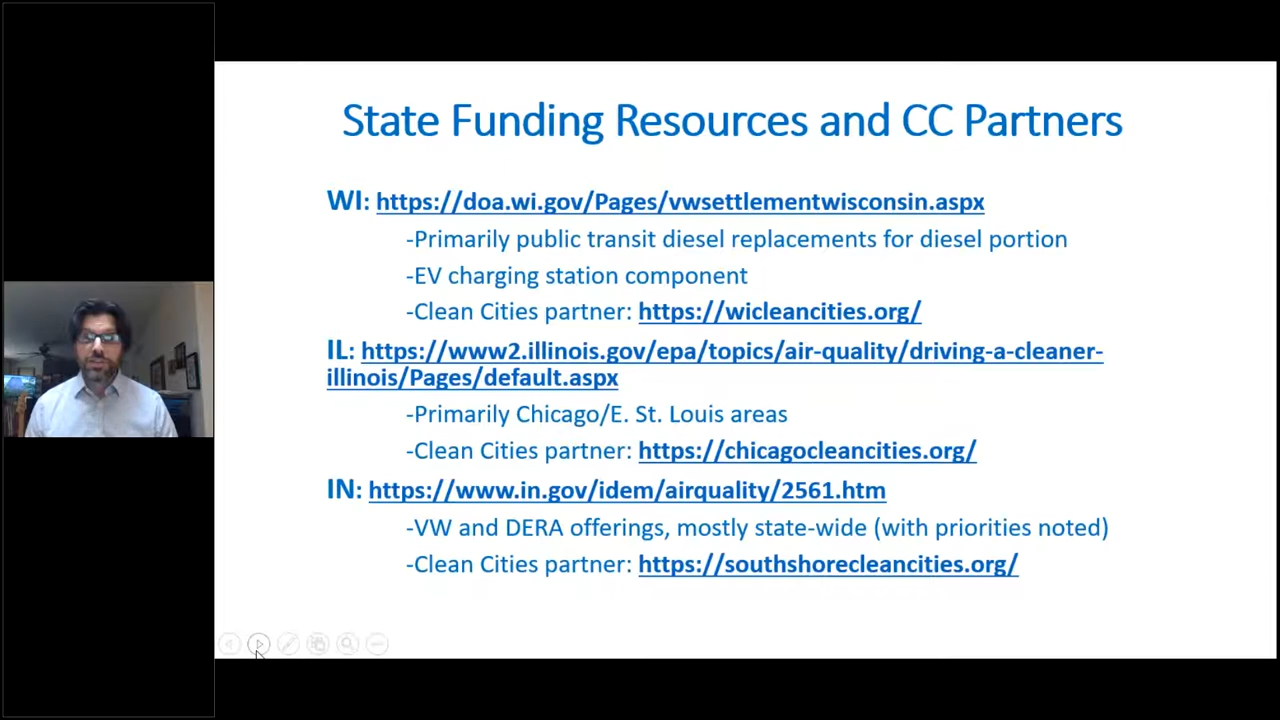 State Funding Resources and CC Partners
WI: https://doa.wi.gov/Pages/vwsettlementwisconsin.aspx
-Primarily public transit diesel replacements for diesel portion
-EV charging station component
-Clean Cities partner: https://wicleancities.org/
IL: https://www2.illinois.gov/epa/topics/air-quality/driving-a-cleaner-
illinois/Pages/default.aspx
-Primarily Chicago/E. St. Louis areas
-Clean Cities partner: https://chicagocleancities.org/
IN: https://www.in.gov/idem/airquality/2561.htm
-VW and DERA offerings, mostly state-wide (with priorities noted)
-Clean Cities partner: https://southshorecleancities.org/